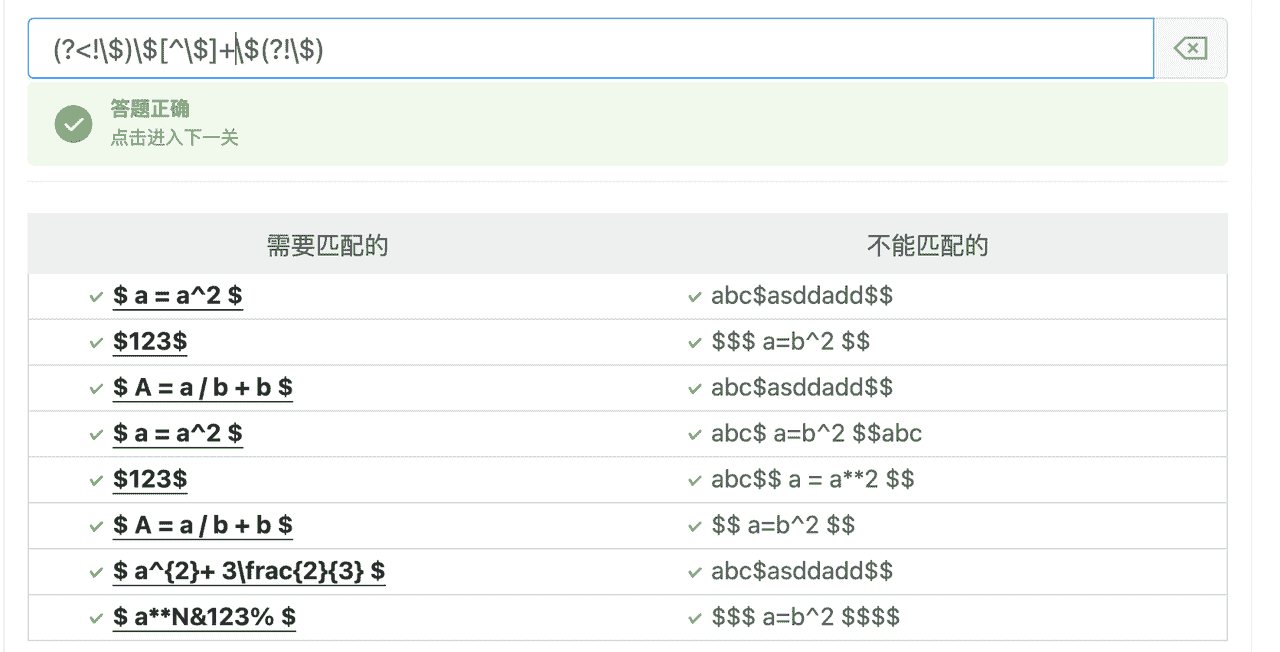 (?<!\$)\$[^\$]+\$(?!\$)
答题正确
点击进入下一关
需要匹配的 不能匹配的
$ a = a^2 $ abc$asddadd$$
$123$ $$$ a=b^2 $$
$ A = a / b + b $ abc$asddadd$$
$ a = a^2 $ abc$ a=b^2 $$abc
$123$ abc$$ a = a**2 $$
$ A = a / b + b $ $$ a=b^2 $$
$ a^{2}+ 3\frac{2}{3} $ abc$asddadd$$
$ a**N&123% $ $$$ a=b^2 $$$$